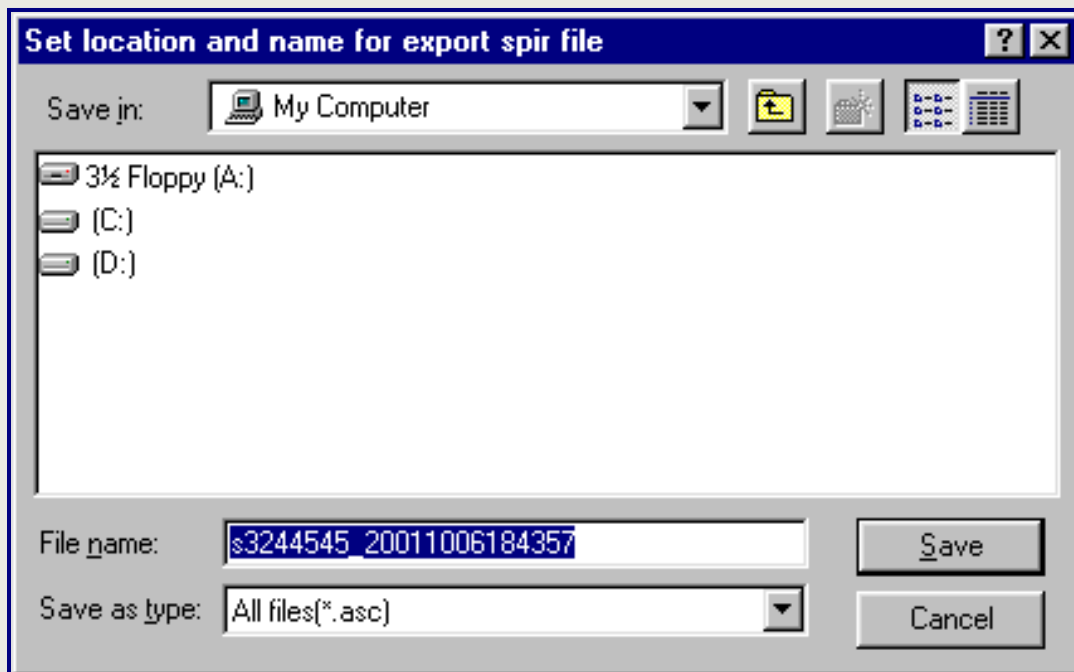 Set location and name for export spir file
Save in: My Computer
3½ Floppy (A:)
(C:)
(D:)
File name: s3244545_20011006184357 Save
Save as type: All files(*.asc) Cancel